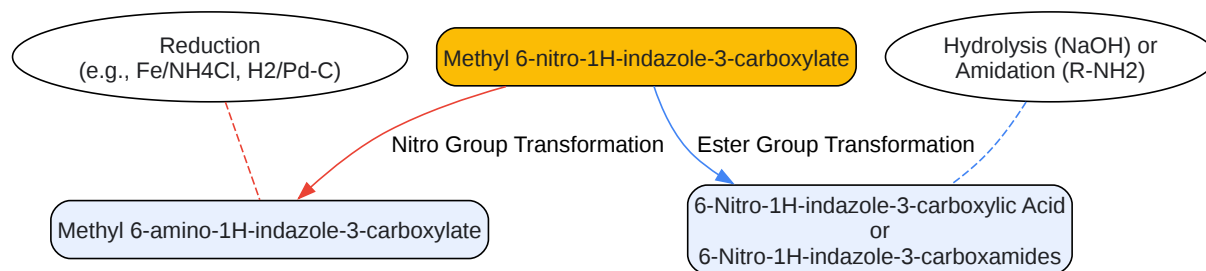 Reduction
(e.g., Fe/NH4Cl, H2/Pd-C)
Methyl 6-nitro-1H-indazole-3-carboxylate
Hydrolysis (NaOH) or
Amidation (R-NH2)
Nitro Group Transformation
Ester Group Transformation
Methyl 6-amino-1H-indazole-3-carboxylate
6-Nitro-1H-indazole-3-carboxylic Acid
or
6-Nitro-1H-indazole-3-carboxamides